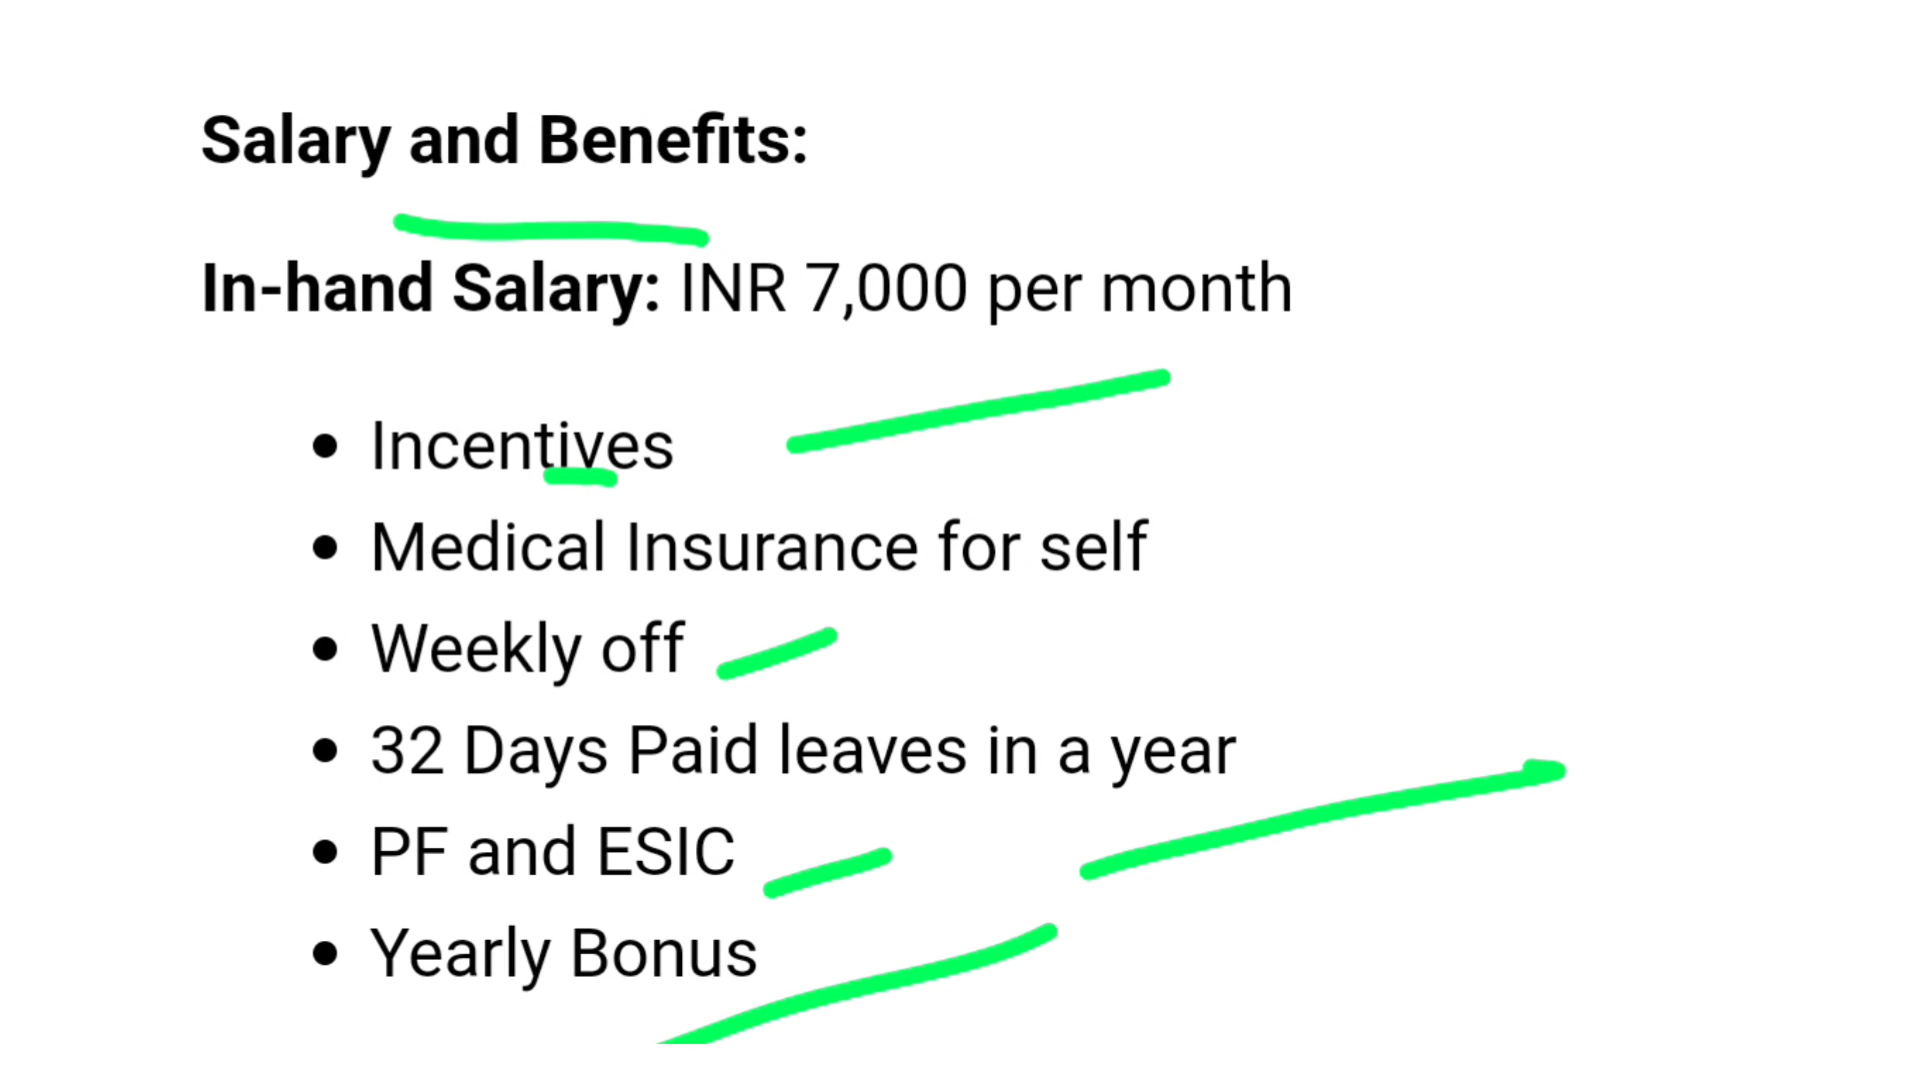 Salary and Benefits:
In-hand Salary: INR 7,000 per month
• Incentives
• Medical Insurance for self
• Weekly off
• 32 Days Paid leaves in a year
• PF and ESIC
• Yearly Bonus